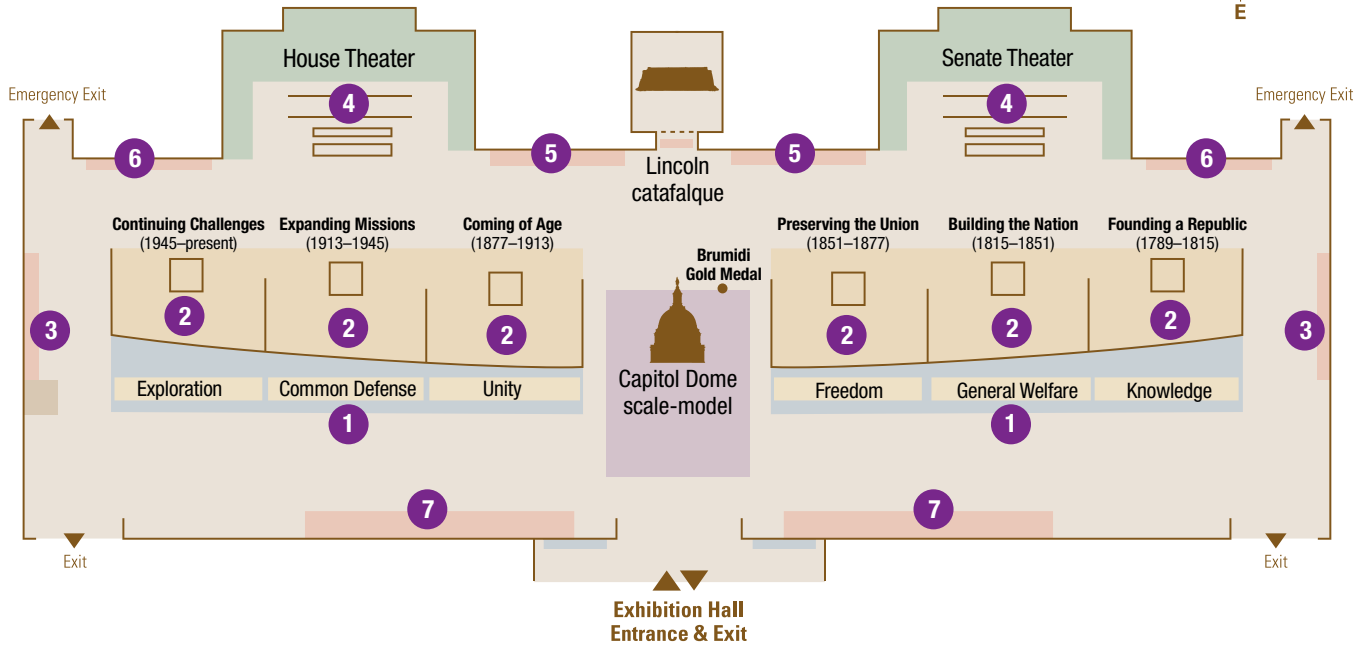 E
House Theater
Senate Theater
Emergency Exit
4
4
Emergency Exit
6
5
5
6
Lincoln
catafalque
Continuing Challenges
(1945–present)
Expanding Missions
(1913–1945)
Coming of Age
(1877–1913)
Preserving the Union
(1851–1877)
Building the Nation
(1815–1851)
Founding a Republic
(1789–1815)
Brumidi
Gold Medal
3
2
2
2
2
2
2
3
Capitol Dome
scale-model
Exploration
Common Defense
Unity
Freedom
General Welfare
Knowledge
1
1
7
7
Exit
Exit
Exhibition Hall
Entrance & Exit